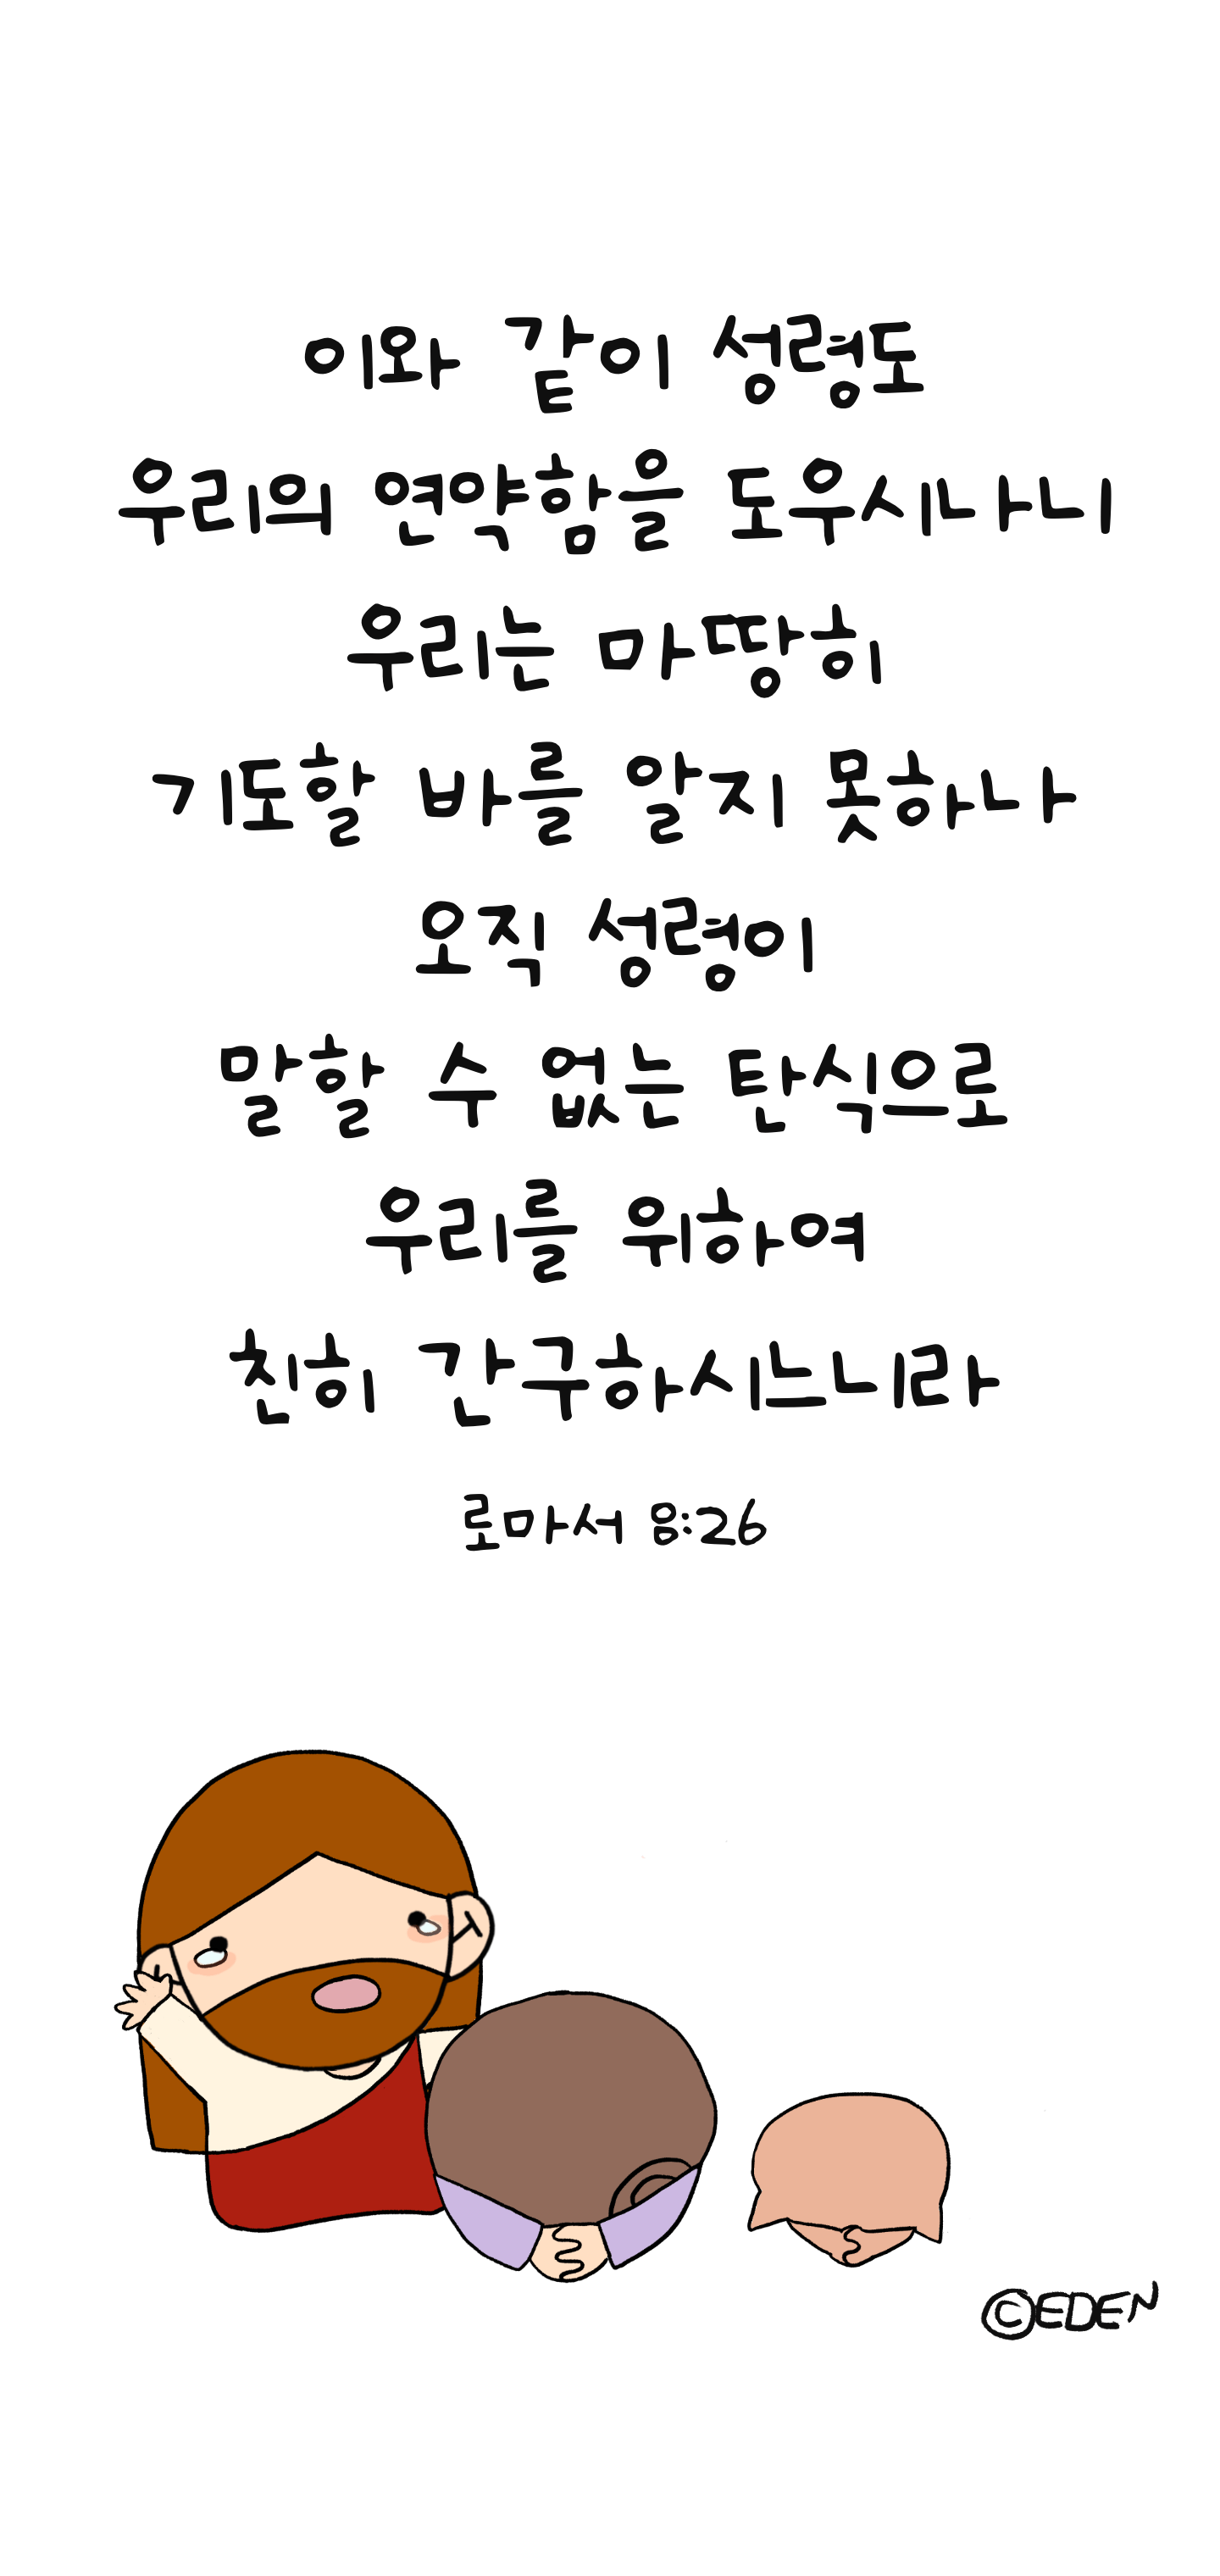 이와 같이 성령도
우리의 연약함을 도우시나니
우리는 마땅히
기도할 바를 알지 못하나
오직 성령이
말할 수 없는 탄식으로
우리를 위하여
친히 간구하시느니라
로마서 8:26
©EDEN